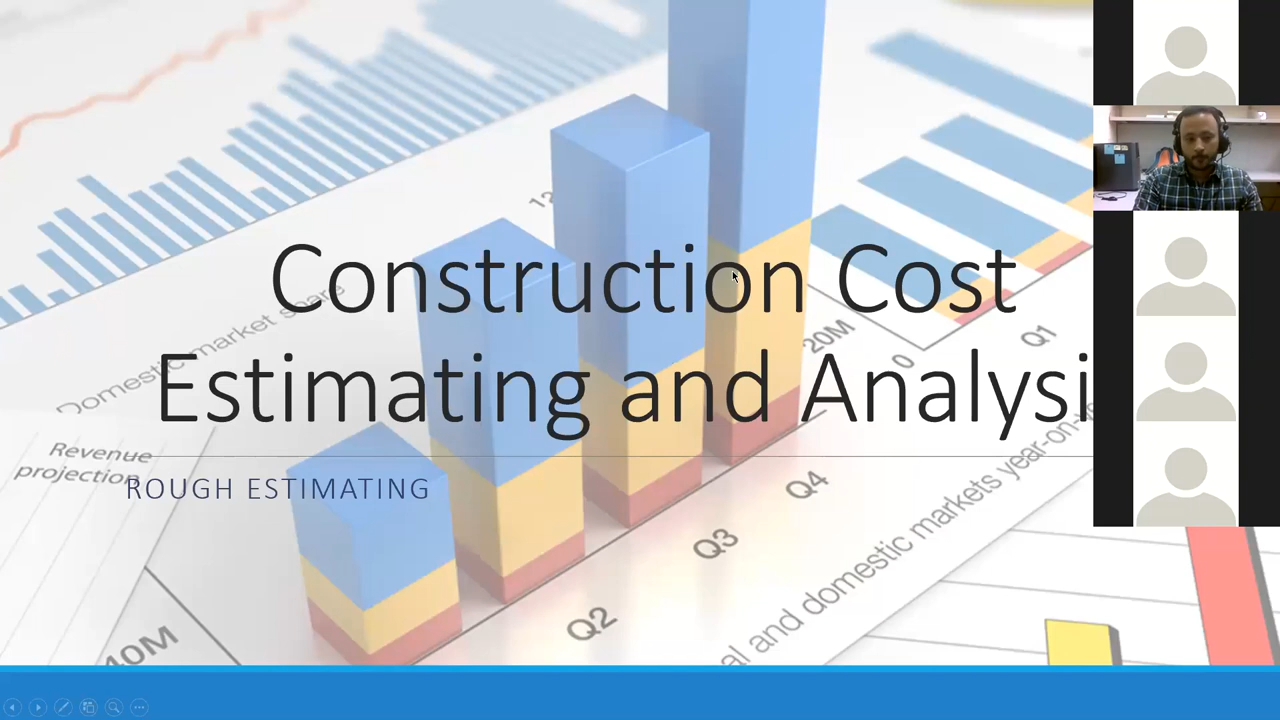 Construction Cost
Estimating and Analysi
ROUGH ESTIMATING
Domestic market share
Revenue
projection
20M
0
Q1
Q4
Q3
Q2
40M
al and domestic markets year-on-